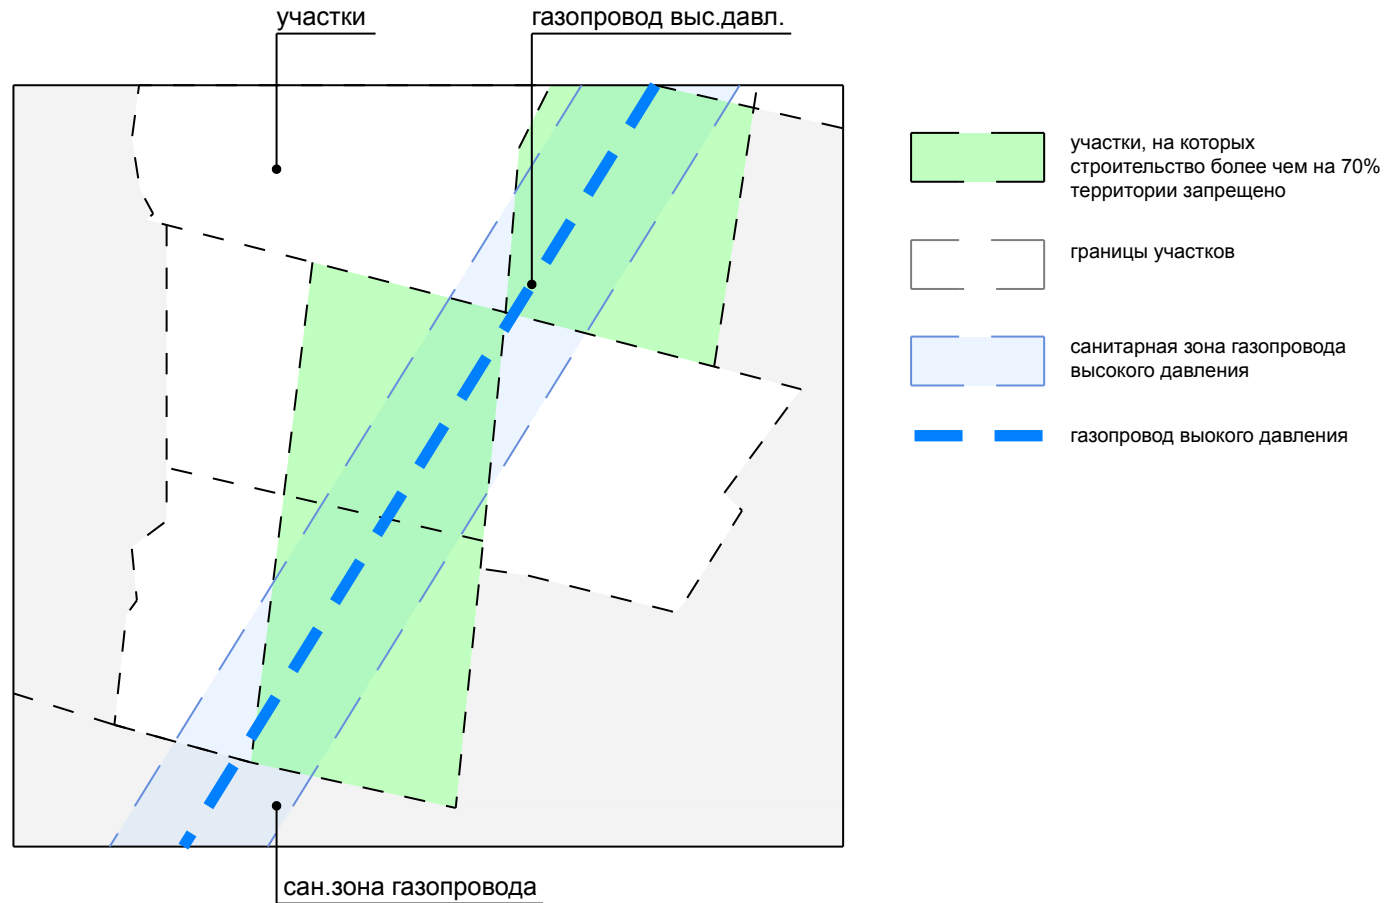 участки
газопровод выс.давл.
участки, на которых
строительство более чем на 70%
территории запрещено
границы участков
санитарная зона газопровода
высокого давления
газопровод выокого давления
сан.зона газопровода